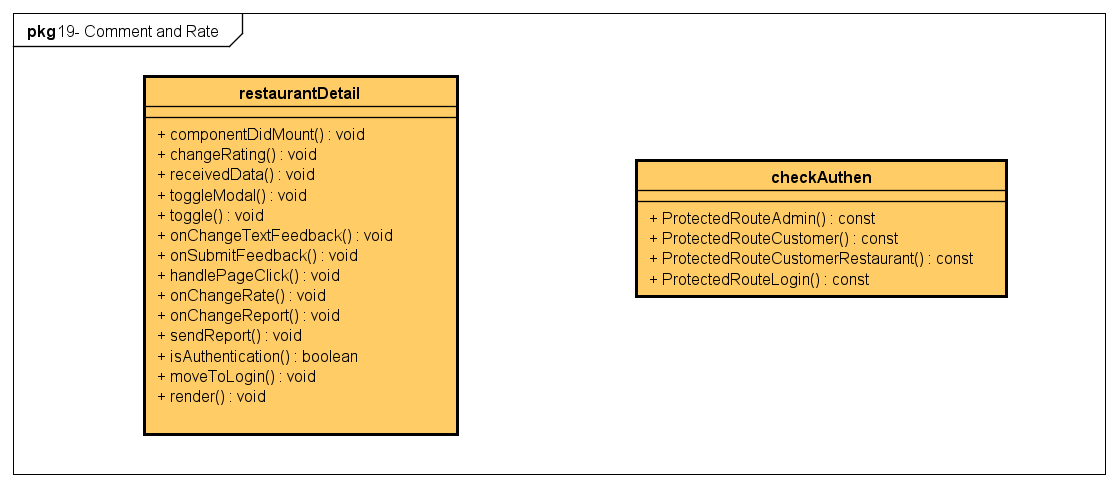 pkg 19- Comment and Rate
restaurantDetail
+ componentDidMount() : void
+ changeRating() : void
+ receivedData() : void
+ toggleModal() : void
+ toggle() : void
+ onChangeTextFeedback() : void
+ onSubmitFeedback() : void
+ handlePageClick() : void
+ onChangeRate() : void
+ onChangeReport() : void
+ sendReport() : void
+ isAuthentication() : boolean
+ moveToLogin() : void
+ render() : void
checkAuthen
+ ProtectedRouteAdmin() : const
+ ProtectedRouteCustomer() : const
+ ProtectedRouteCustomerRestaurant() : const
+ ProtectedRouteLogin() : const